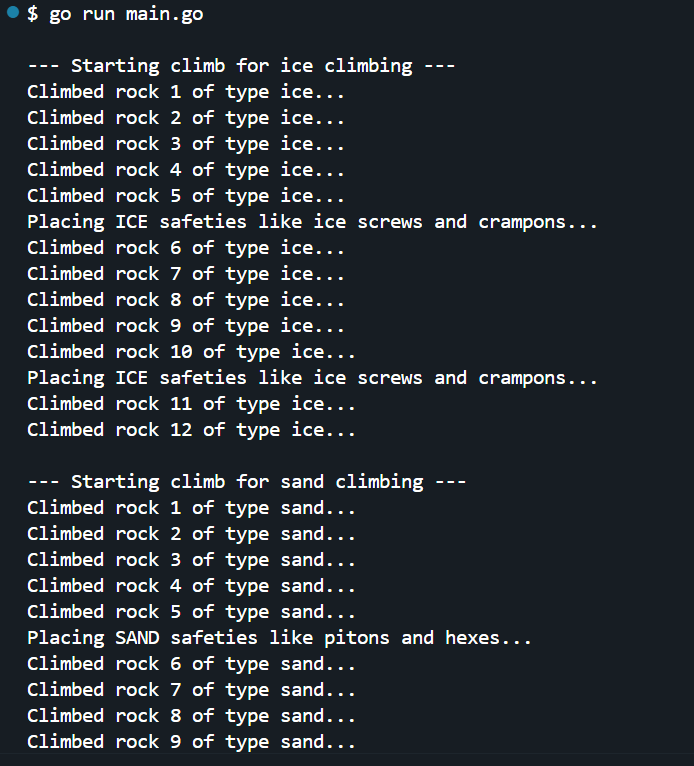 $ go run main.go
--- Starting climb for ice climbing ---
Climbed rock 1 of type ice...
Climbed rock 2 of type ice...
Climbed rock 3 of type ice...
Climbed rock 4 of type ice...
Climbed rock 5 of type ice...
Placing ICE safeties like ice screws and crampons...
Climbed rock 6 of type ice...
Climbed rock 7 of type ice...
Climbed rock 8 of type ice...
Climbed rock 9 of type ice...
Climbed rock 10 of type ice...
Placing ICE safeties like ice screws and crampons...
Climbed rock 11 of type ice...
Climbed rock 12 of type ice...
--- Starting climb for sand climbing ---
Climbed rock 1 of type sand...
Climbed rock 2 of type sand...
Climbed rock 3 of type sand...
Climbed rock 4 of type sand...
Climbed rock 5 of type sand...
Placing SAND safeties like pitons and hexes...
Climbed rock 6 of type sand...
Climbed rock 7 of type sand...
Climbed rock 8 of type sand...
Climbed rock 9 of type sand...